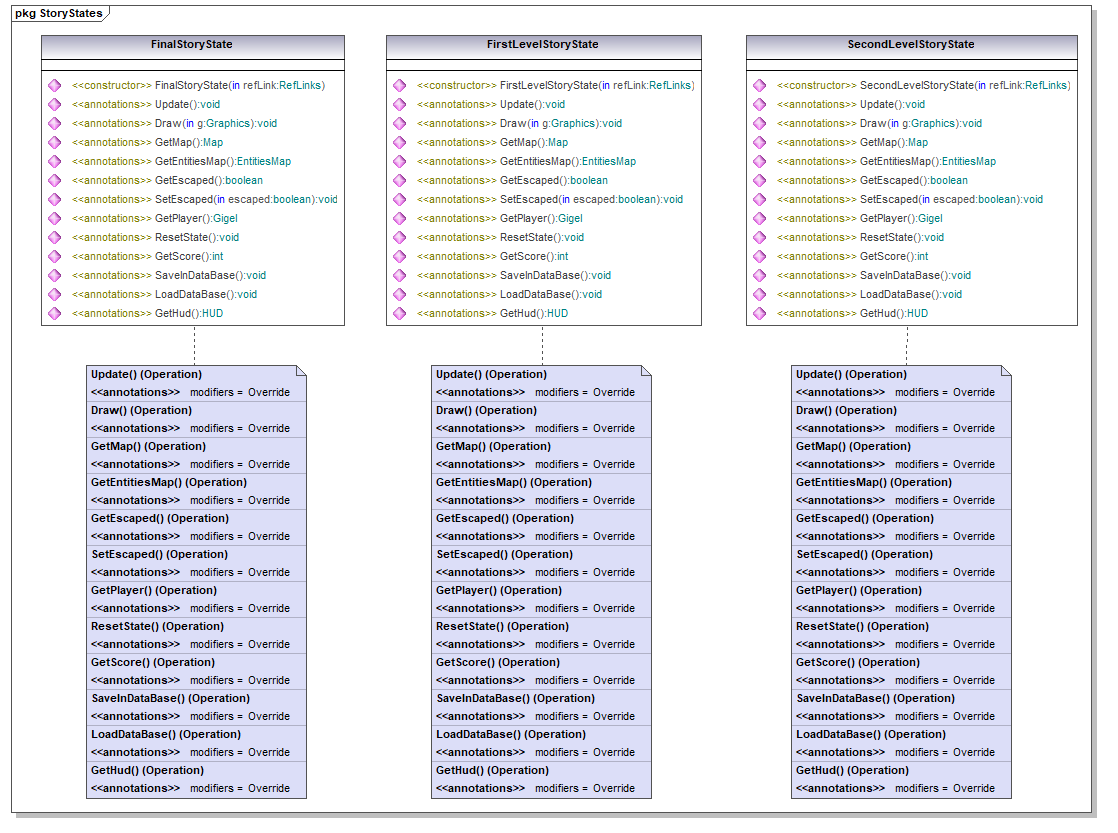 pkg StoryStates
FinalStoryState
<<constructor>> FinalStoryState(in refLink:RefLinks)
<<annotations>> Update():void
<<annotations>> Draw(in g:Graphics):void
<<annotations>> GetMap():Map
<<annotations>> GetEntitiesMap():EntitiesMap
<<annotations>> GetEscaped():boolean
<<annotations>> SetEscaped(in escaped:boolean):void
<<annotations>> GetPlayer():Gigel
<<annotations>> ResetState():void
<<annotations>> GetScore():int
<<annotations>> SaveInDataBase():void
<<annotations>> LoadDataBase():void
<<annotations>> GetHud():HUD
Update() (Operation)
<<annotations>> modifiers = Override
Draw() (Operation)
<<annotations>> modifiers = Override
GetMap() (Operation)
<<annotations>> modifiers = Override
GetEntitiesMap() (Operation)
<<annotations>> modifiers = Override
GetEscaped() (Operation)
<<annotations>> modifiers = Override
SetEscaped() (Operation)
<<annotations>> modifiers = Override
GetPlayer() (Operation)
<<annotations>> modifiers = Override
ResetState() (Operation)
<<annotations>> modifiers = Override
GetScore() (Operation)
<<annotations>> modifiers = Override
SaveInDataBase() (Operation)
<<annotations>> modifiers = Override
LoadDataBase() (Operation)
<<annotations>> modifiers = Override
GetHud() (Operation)
<<annotations>> modifiers = Override
FirstLevelStoryState
<<constructor>> FirstLevelStoryState(in refLink:RefLinks)
<<annotations>> Update():void
<<annotations>> Draw(in g:Graphics):void
<<annotations>> GetMap():Map
<<annotations>> GetEntitiesMap():EntitiesMap
<<annotations>> GetEscaped():boolean
<<annotations>> SetEscaped(in escaped:boolean):void
<<annotations>> GetPlayer():Gigel
<<annotations>> ResetState():void
<<annotations>> GetScore():int
<<annotations>> SaveInDataBase():void
<<annotations>> LoadDataBase():void
<<annotations>> GetHud():HUD
Update() (Operation)
<<annotations>> modifiers = Override
Draw() (Operation)
<<annotations>> modifiers = Override
GetMap() (Operation)
<<annotations>> modifiers = Override
GetEntitiesMap() (Operation)
<<annotations>> modifiers = Override
GetEscaped() (Operation)
<<annotations>> modifiers = Override
SetEscaped() (Operation)
<<annotations>> modifiers = Override
GetPlayer() (Operation)
<<annotations>> modifiers = Override
ResetState() (Operation)
<<annotations>> modifiers = Override
GetScore() (Operation)
<<annotations>> modifiers = Override
SaveInDataBase() (Operation)
<<annotations>> modifiers = Override
LoadDataBase() (Operation)
<<annotations>> modifiers = Override
GetHud() (Operation)
<<annotations>> modifiers = Override
SecondLevelStoryState
<<constructor>> SecondLevelStoryState(in refLink:RefLinks)
<<annotations>> Update():void
<<annotations>> Draw(in g:Graphics):void
<<annotations>> GetMap():Map
<<annotations>> GetEntitiesMap():EntitiesMap
<<annotations>> GetEscaped():boolean
<<annotations>> SetEscaped(in escaped:boolean):void
<<annotations>> GetPlayer():Gigel
<<annotations>> ResetState():void
<<annotations>> GetScore():int
<<annotations>> SaveInDataBase():void
<<annotations>> LoadDataBase():void
<<annotations>> GetHud():HUD
Update() (Operation)
<<annotations>> modifiers = Override
Draw() (Operation)
<<annotations>> modifiers = Override
GetMap() (Operation)
<<annotations>> modifiers = Override
GetEntitiesMap() (Operation)
<<annotations>> modifiers = Override
GetEscaped() (Operation)
<<annotations>> modifiers = Override
SetEscaped() (Operation)
<<annotations>> modifiers = Override
GetPlayer() (Operation)
<<annotations>> modifiers = Override
ResetState() (Operation)
<<annotations>> modifiers = Override
GetScore() (Operation)
<<annotations>> modifiers = Override
SaveInDataBase() (Operation)
<<annotations>> modifiers = Override
LoadDataBase() (Operation)
<<annotations>> modifiers = Override
GetHud() (Operation)
<<annotations>> modifiers = Override